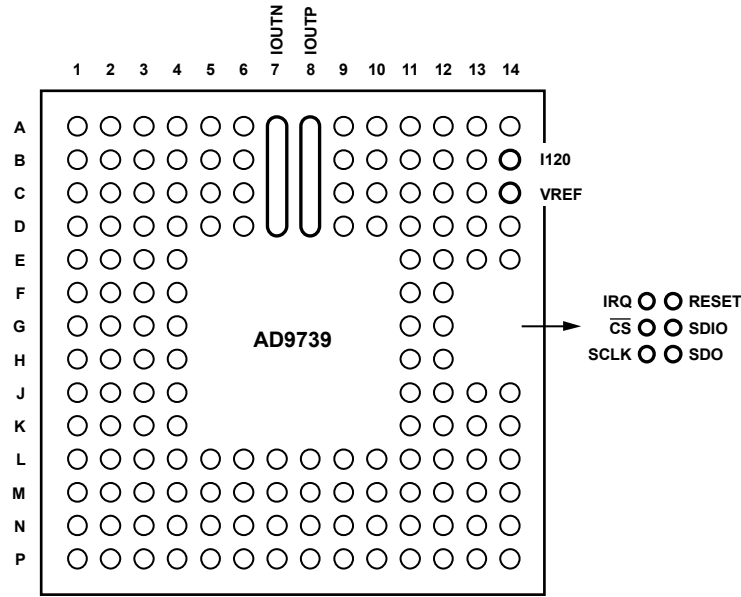 IOUTN
IOUTP
1 2 3 4 5 6 7 8 9 10 11 12 13 14
A
B I120
C VREF
D
E
F
IRQ RESET
G
CS SDIO
AD9739
H
SCLK SDO
J
K
L
M
N
P